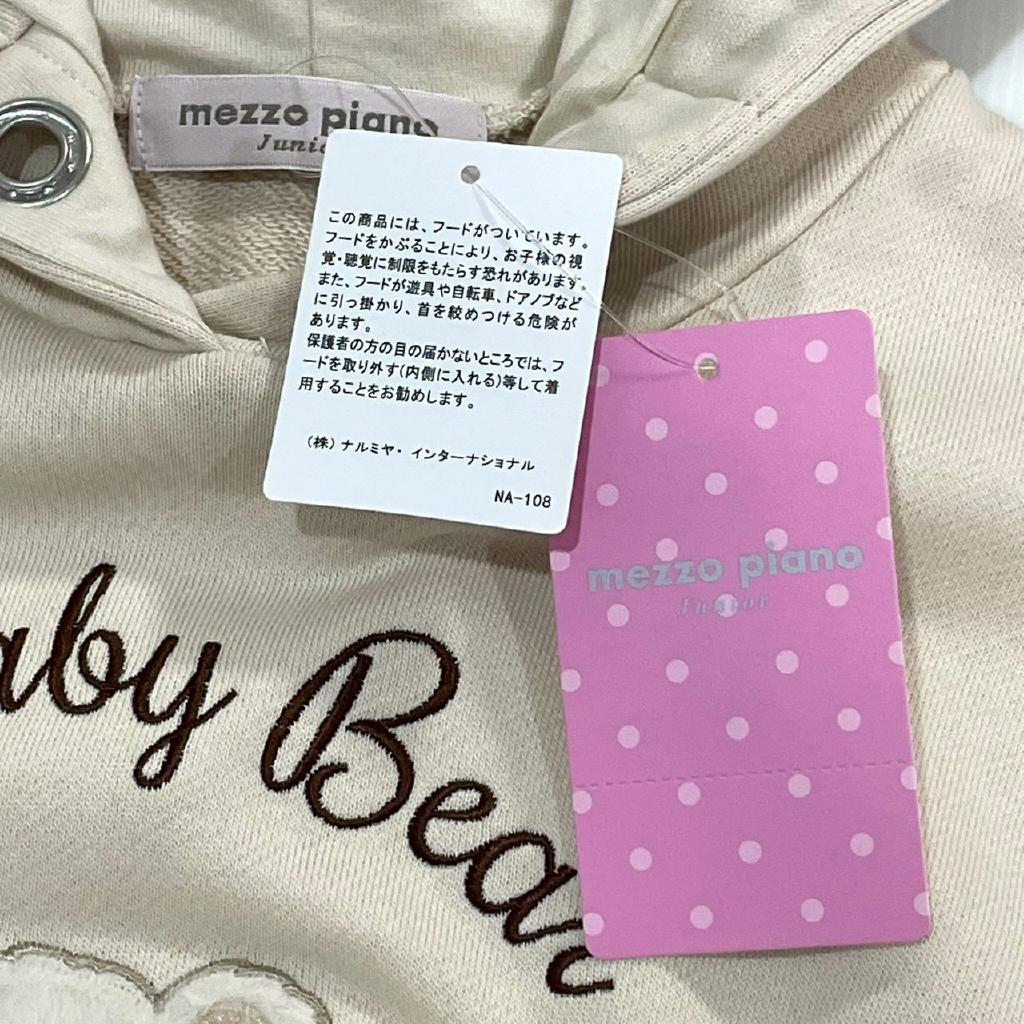 mezzo piano
Junior
この商品には、フードがついています。
フードをかぶることにより、お子様の視
覚・聴覚に制限をもたらす恐れがあります。
また、フードが遊具や自転車、ドアノブなど
に引っ掛かり、首を絞めつける危険が
あります。
保護者の方の目の届かないところでは、フ
ードを取り外す(内側に入れる)等して着
用することをお勧めします。
(株)ナルミヤ・インターナショナル
NA-108
mezzo piano
Junior
aby Bear